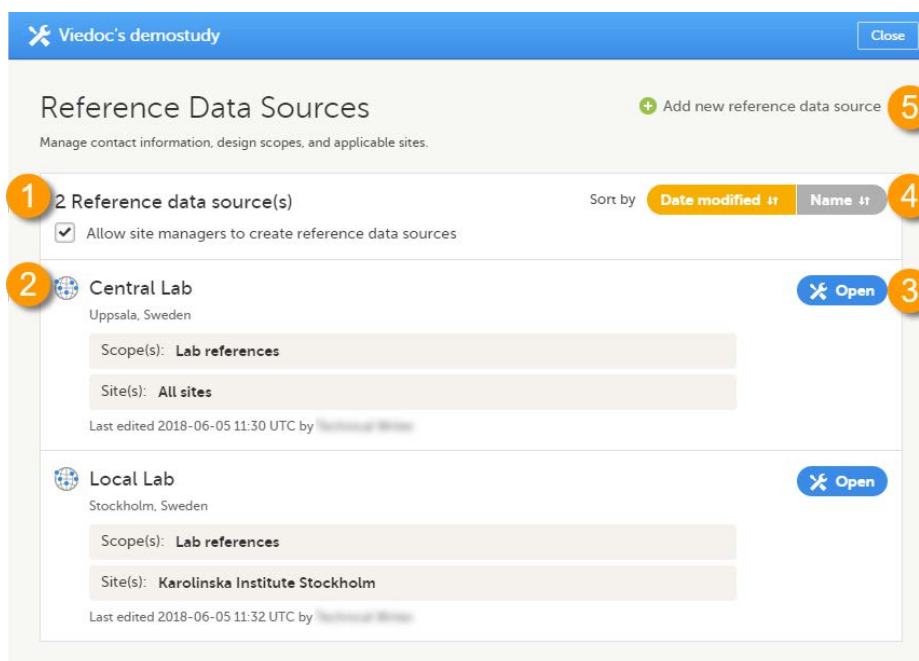 Viedoc's demostudy
Close
Reference Data Sources
Add new reference data source
5
Manage contact information, design scopes, and applicable sites.
1
2 Reference data source(s)
Sort by
Date modified
Name
4
Allow site managers to create reference data sources
2
Central Lab
Open
3
Uppsala, Sweden
Scope(s): Lab references
Site(s): All sites
Last edited 2018-06-05 11:30 UTC by
Local Lab
Open
Stockholm, Sweden
Scope(s): Lab references
Site(s): Karolinska Institute Stockholm
Last edited 2018-06-05 11:32 UTC by